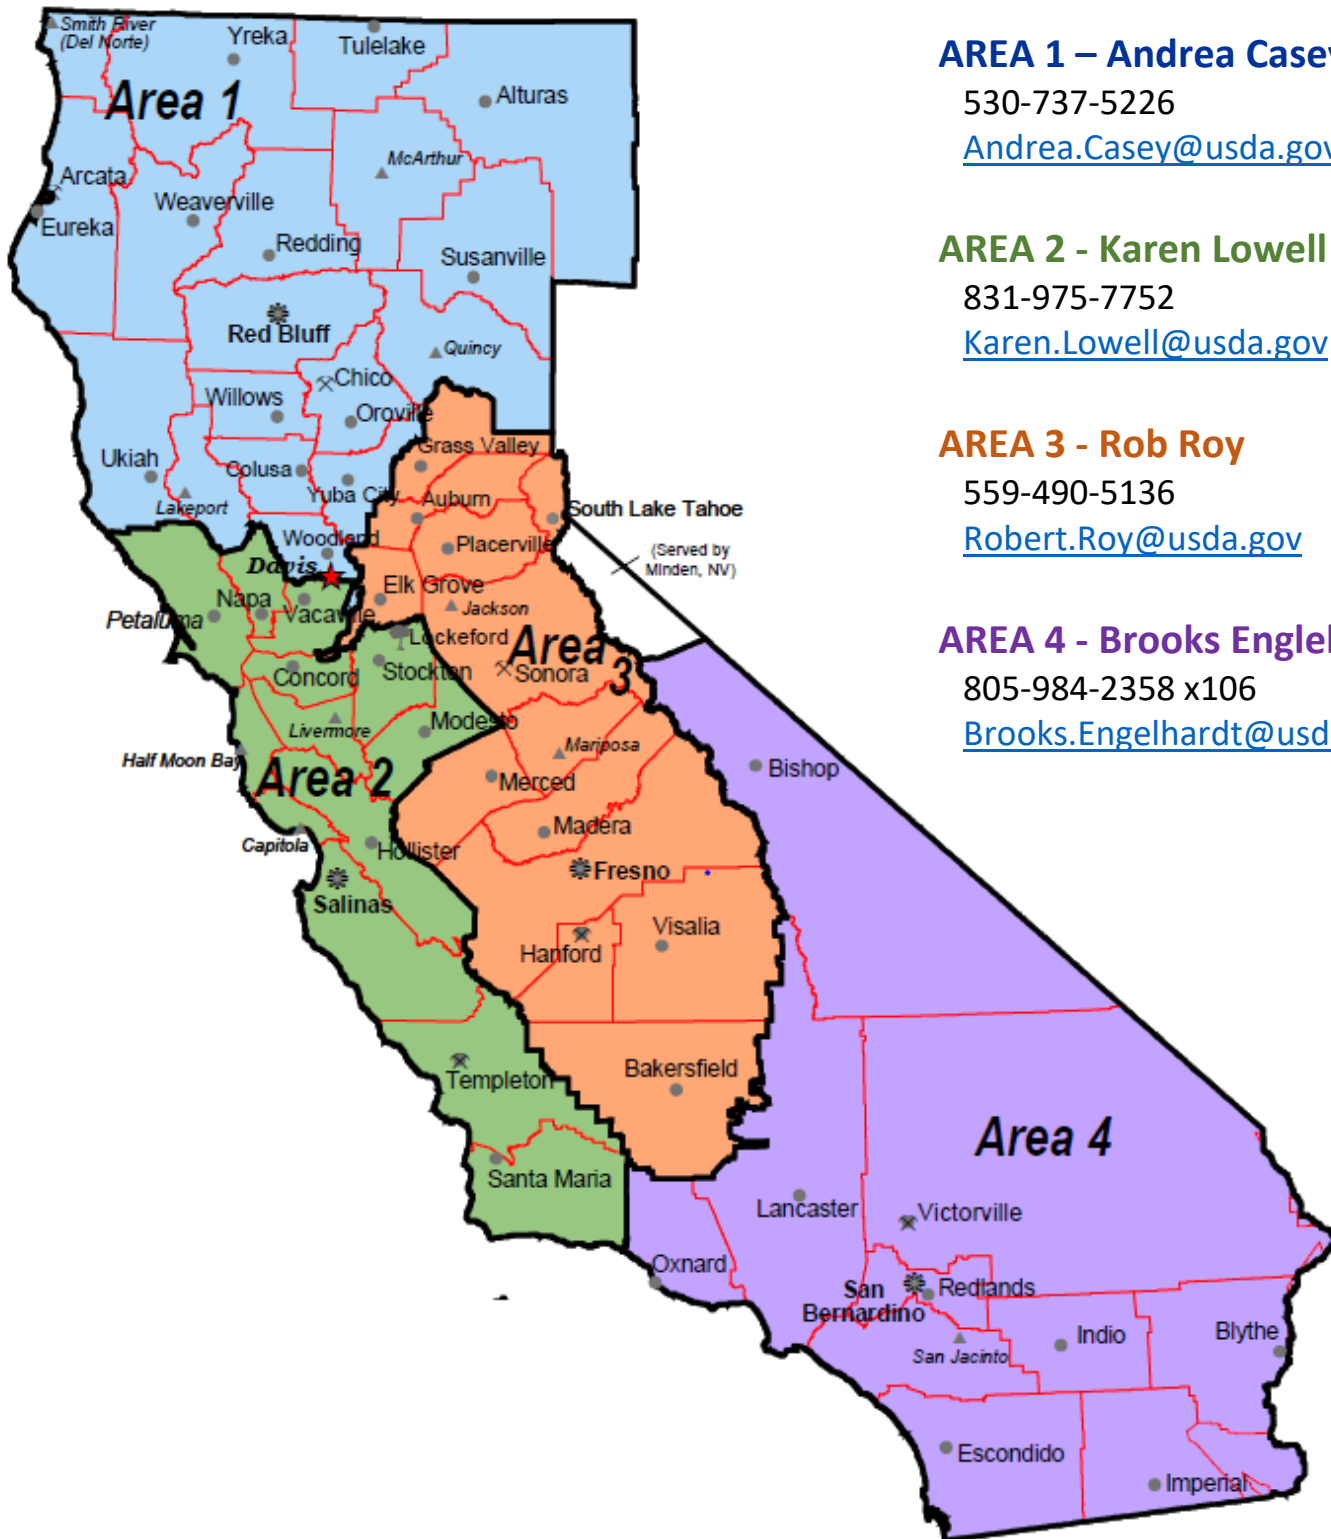 Smith River
(Del Norte)
Yreka
Tulelake
Area 1
Alturas
McArthur
Arcata
Weaverville
Eureka
Redding
Susanville
Red Bluff
Quincy
Chico
Willows
Oroville
Grass Valley
Ukiah
Colusa
Yuba City
Auburn
Lakeport
South Lake Tahoe
Woodland
Placerville
(Served by
Minden, NV)
Davis
Elk Grove
Napa
Vacaville
Jackson
Petaluma
Lockeford
Area 3
Concord
Stockton
Sonora
Livermore
Modesto
Mariposa
Half Moon Bay
Area 2
Merced
Bishop
Capitola
Hollister
Madera
Fresno
Salinas
Visalia
Hanford
Templeton
Bakersfield
Area 4
Santa Maria
Lancaster
Victorville
Oxnard
San
Bernardino
Redlands
Indio
Blythe
San Jacinto
Escondido
Imperial
AREA 1 – Andrea Casey
530-737-5226
Andrea.Casey@usda.gov
AREA 2 - Karen Lowell
831-975-7752
Karen.Lowell@usda.gov
AREA 3 - Rob Roy
559-490-5136
Robert.Roy@usda.gov
AREA 4 - Brooks
805-984-2358 x106
Brooks.Engelhardt@usd